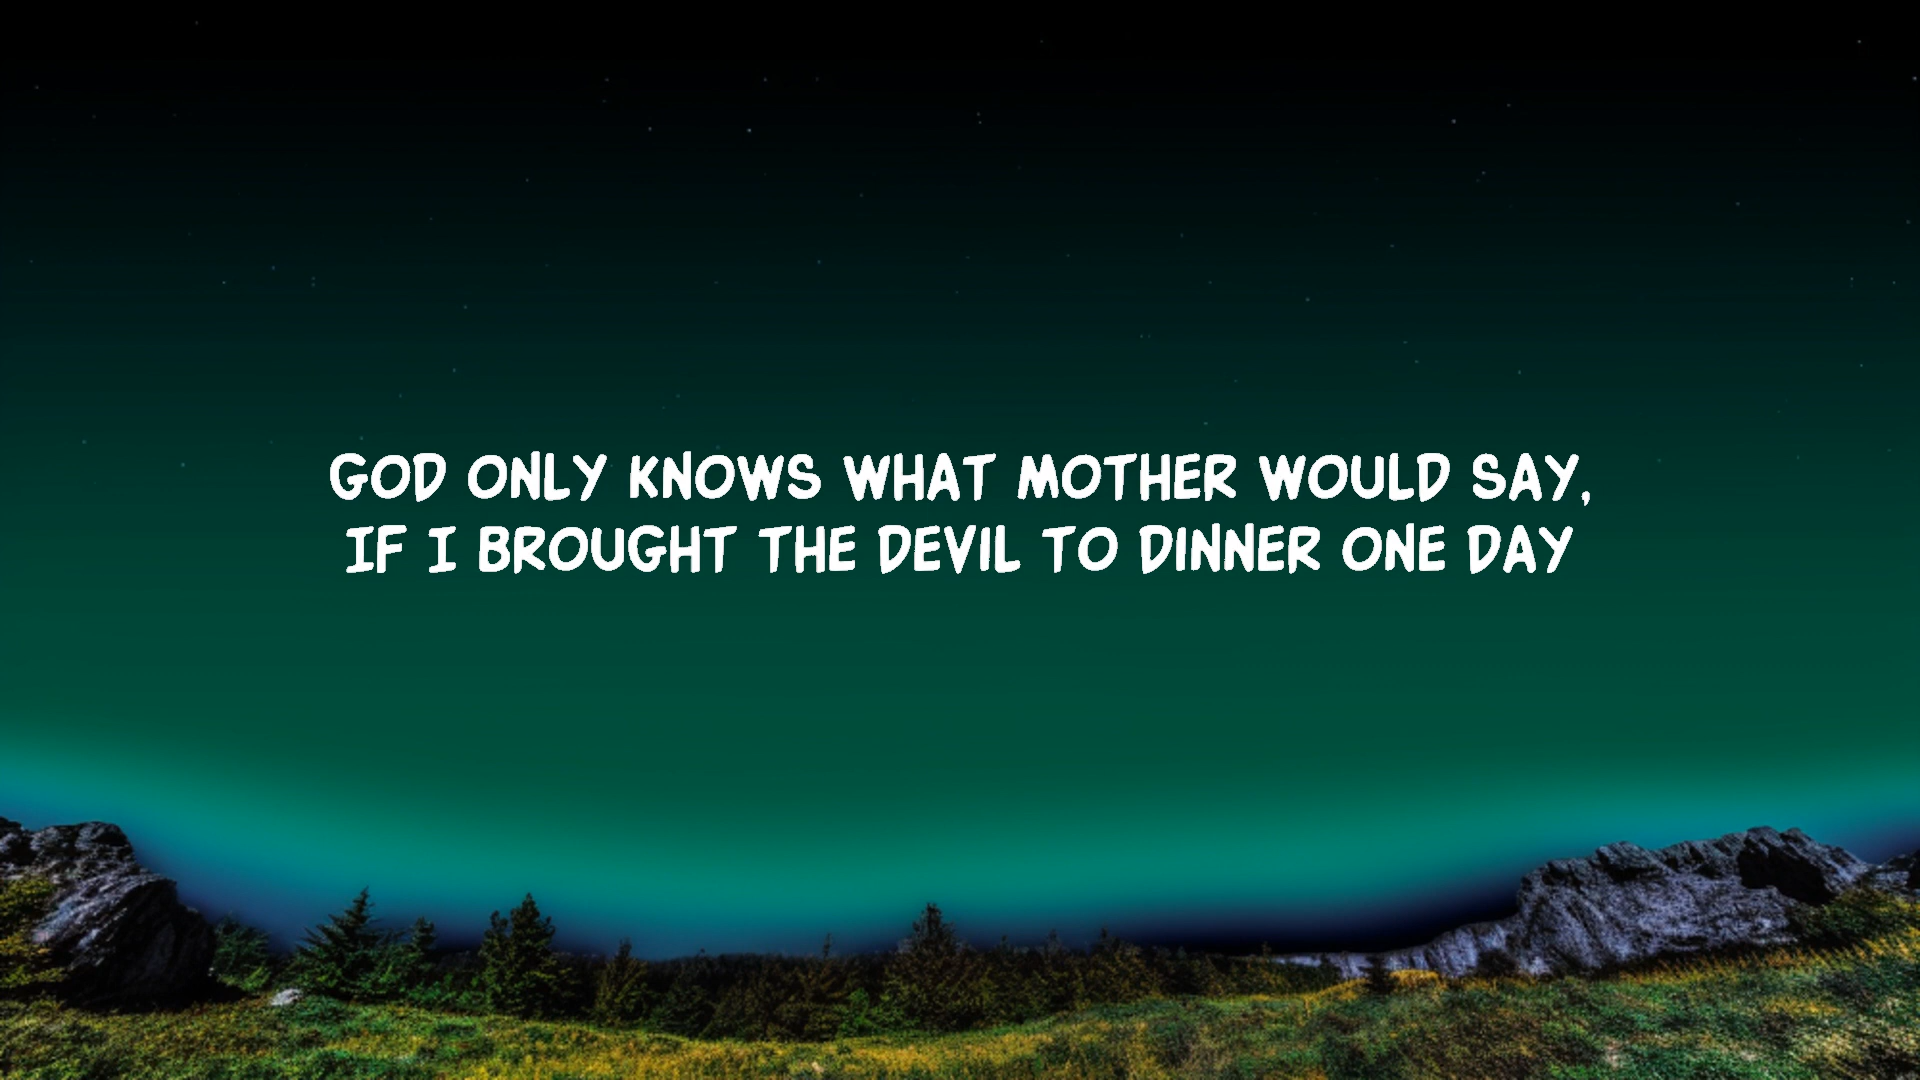 GOD ONLY KNOWS WHAT MOTHER WOULD SAY,
IF I BROUGHT THE DEVIL TO DINNER ONE DAY